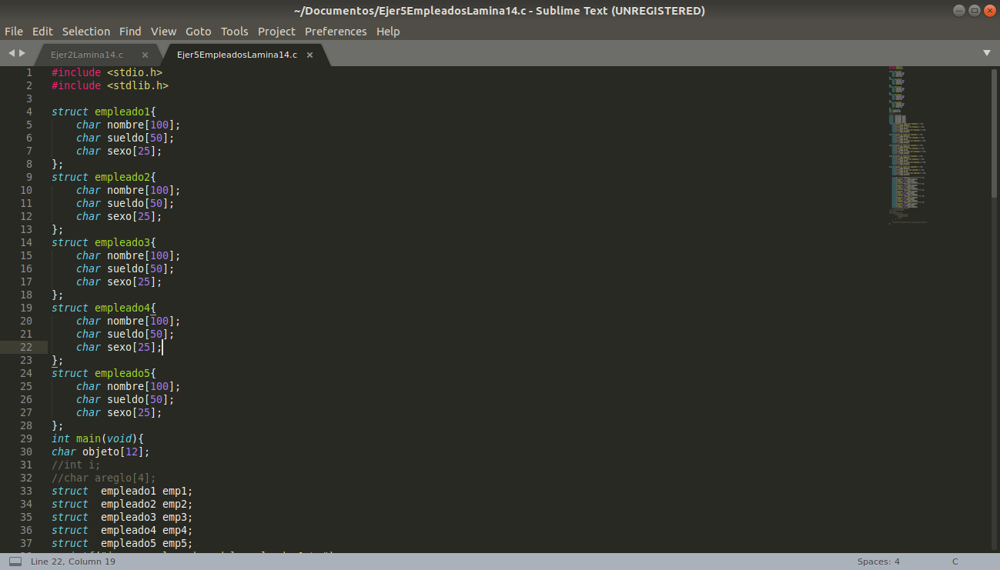 ~/Documentos/Ejer5EmpleadosLamina14.c - Sublime Text (UNREGISTERED)
File Edit Selection Find View Goto Tools Project Preferences Help
Ejer2Lamina14.c Ejer5EmpleadosLamina14.c
1 #include <stdio.h>
2 #include <stdlib.h>
3
4 struct empleado1{
5 char nombre[100];
6 char sueldo[50];
7 char sexo[25];
8 };
9 struct empleado2{
10 char nombre[100];
11 char sueldo[50];
12 char sexo[25];
13 };
14 struct empleado3{
15 char nombre[100];
16 char sueldo[50];
17 char sexo[25];
18 };
19 struct empleado4{
20 char nombre[100];
21 char sueldo[50];
22 char sexo[25];
23 };
24 struct empleado5{
25 char nombre[100];
26 char sueldo[50];
27 char sexo[25];
28 };
29 int main(void){
30 char objeto[12];
31 //int i;
32 //char areglo[4];
33 struct  empleado1 emp1;
34 struct  empleado2 emp2;
35 struct  empleado3 emp3;
36 struct  empleado4 emp4;
37 struct  empleado5 emp5;
Line 22, Column 19 Spaces: 4 C